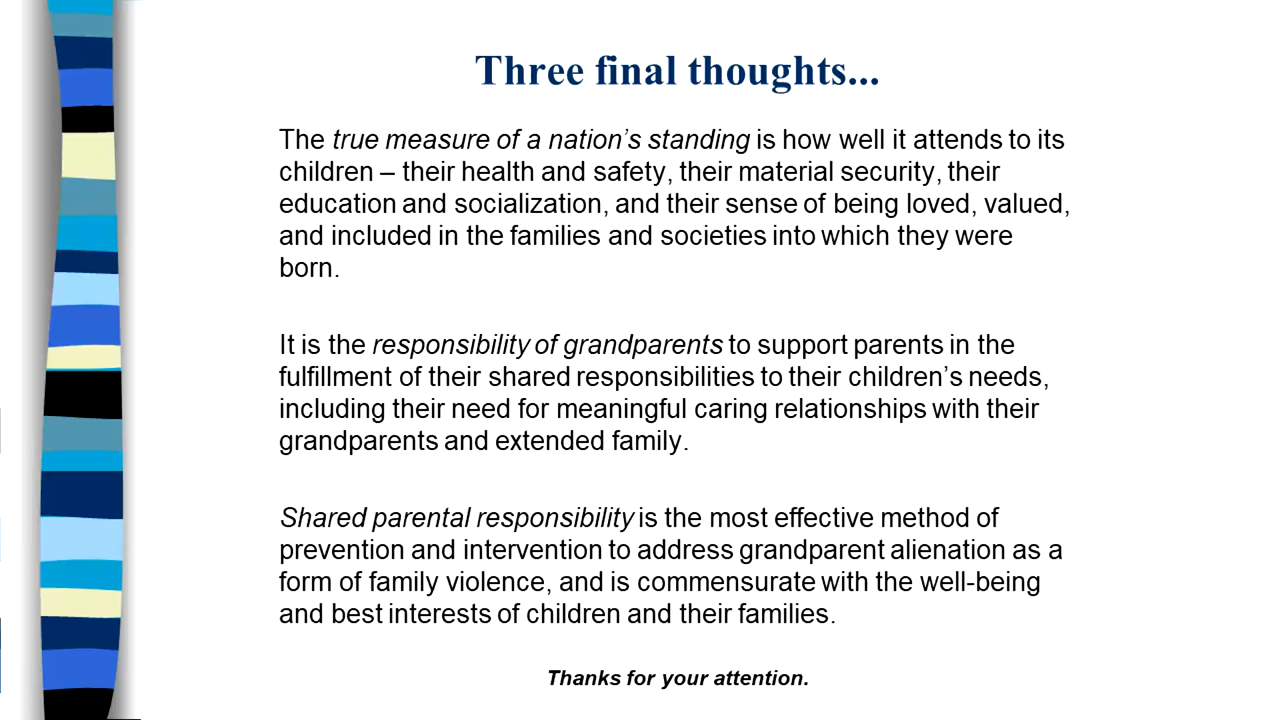 Three final thoughts...
The true measure of a nation’s standing is how well it attends to its
children – their health and safety, their material security, their
education and socialization, and their sense of being loved, valued,
and included in the families and societies into which they were
born.
It is the responsibility of grandparents to support parents in the
fulfillment of their shared responsibilities to their children’s needs,
including their need for meaningful caring relationships with their
grandparents and extended family.
Shared parental responsibility is the most effective method of
prevention and intervention to address grandparent alienation as a
form of family violence, and is commensurate with the well-being
and best interests of children and their families.
Thanks for your attention.